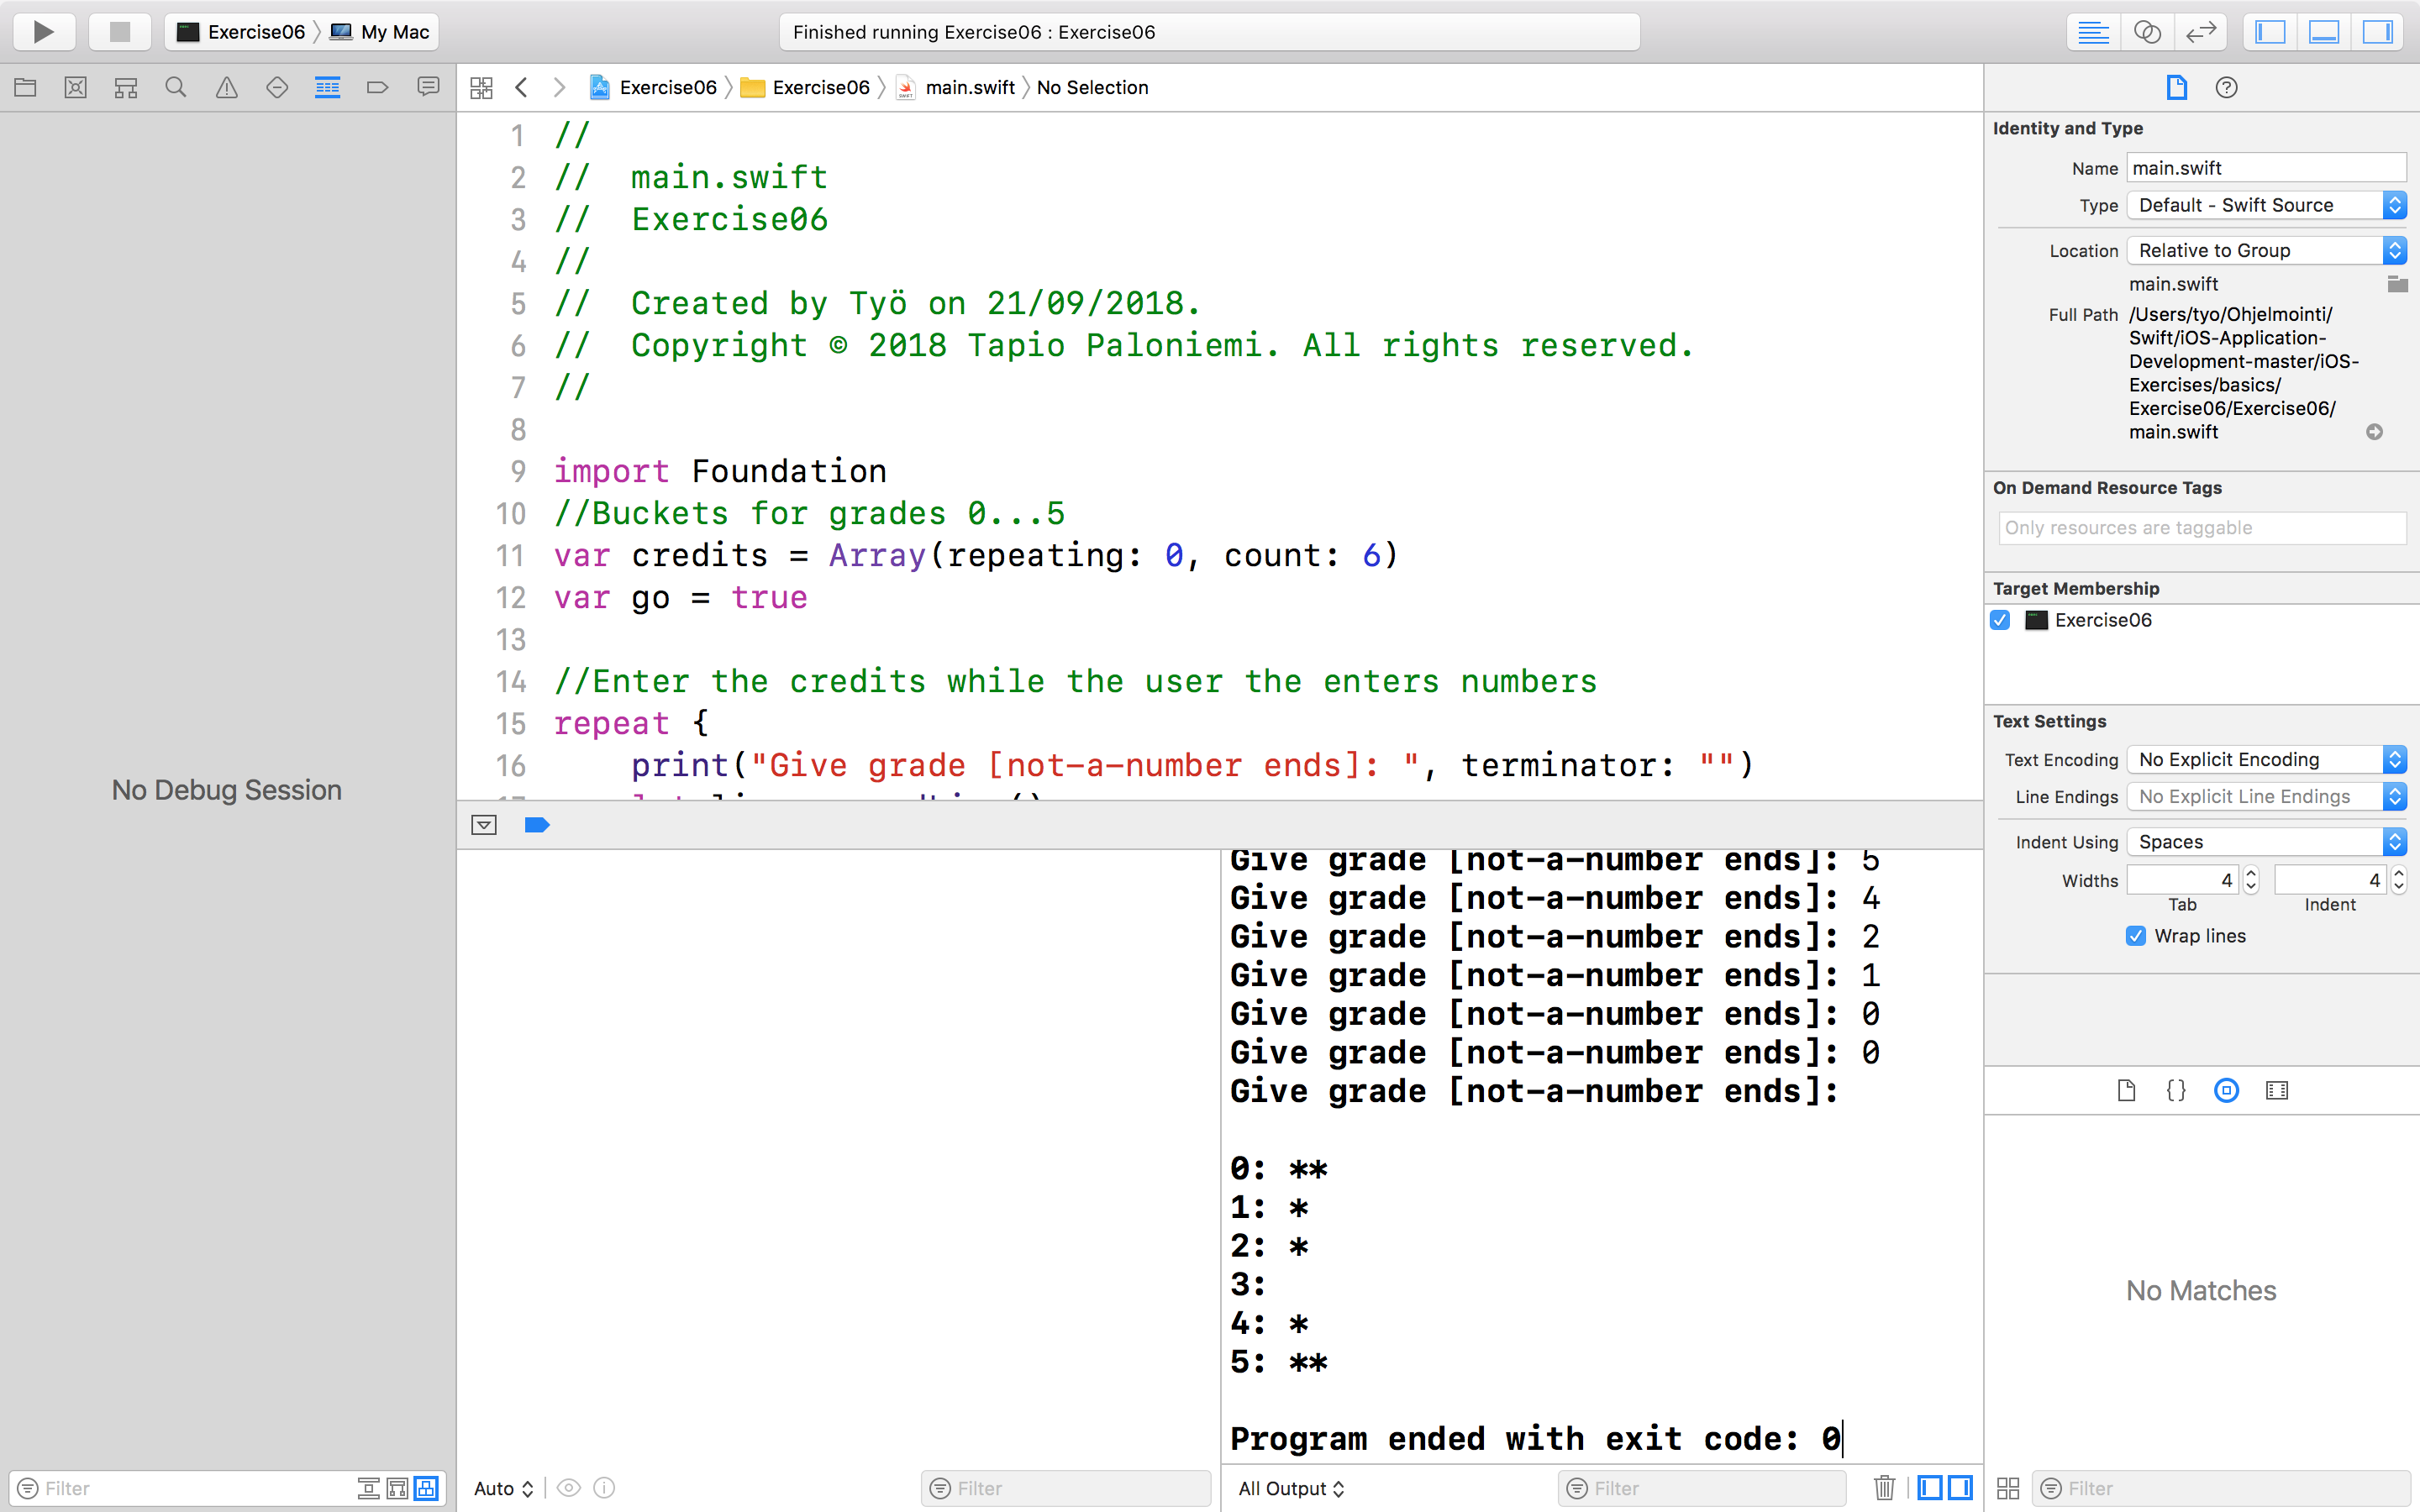 Exercise06 My Mac
Finished running Exercise06 : Exercise06
Exercise06 Exercise06 main.swift No Selection
No Debug Session
Filter
1 //
2 //  main.swift
3 //  Exercise06
4 //
5 //  Created by Työ on 21/09/2018.
6 //  Copyright © 2018 Tapio Paloniemi. All rights reserved.
7 //
8
9 import Foundation
10 //Buckets for grades 0...5
11 var credits = Array(repeating: 0, count: 6)
12 var go = true
13
14 //Enter the credits while the user the enters numbers
15 repeat {
16     print("Give grade [not-a-number ends]: ", terminator: "")
Auto
Filter
Give grade [not-a-number ends]: 5
Give grade [not-a-number ends]: 4
Give grade [not-a-number ends]: 2
Give grade [not-a-number ends]: 1
Give grade [not-a-number ends]: 0
Give grade [not-a-number ends]: 0
Give grade [not-a-number ends]:
0: **
1: *
2: *
3:
4: *
5: **
Program ended with exit code: 0
All Output
Filter
Identity and Type
Name main.swift
Type Default - Swift Source
Location Relative to Group
main.swift
Full Path /Users/tyo/Ohjelmointi/
Swift/iOS-Application-
Development-master/iOS-
Exercises/basics/
Exercise06/Exercise06/
main.swift
On Demand Resource Tags
Only resources are taggable
Target Membership
Exercise06
Text Settings
Text Encoding No Explicit Encoding
Line Endings No Explicit Line Endings
Indent Using Spaces
Widths 4 4
Tab Indent
Wrap lines
No Matches
Filter